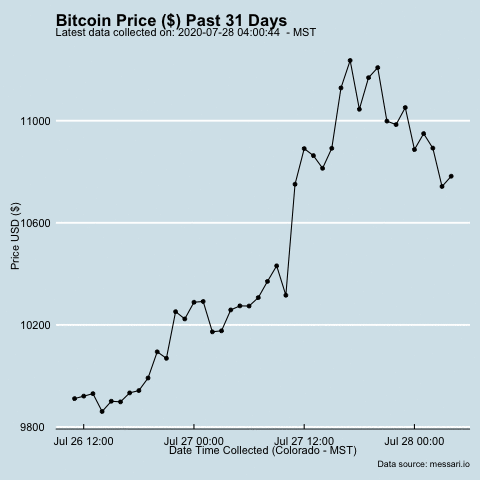 Bitcoin Price ($) Past 31 Days
Latest data collected on: 2020-07-28 04:00:44 - MST
11000
10600
10200
9800
Price USD ($)
Jul 26 12:00 Jul 27 00:00 Jul 27 12:00 Jul 28 00:00
Date Time Collected (Colorado - MST)
Data source: messari.io